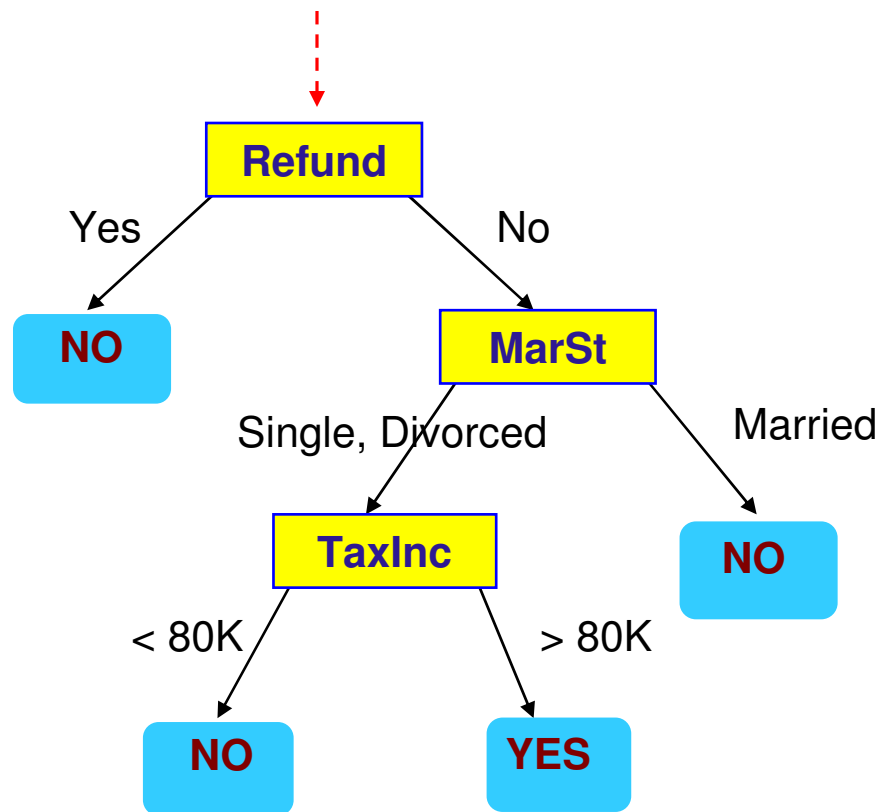 Refund
Yes
No
NO
MarSt
Single, Divorced
Married
TaxInc
NO
< 80K
> 80K
NO
YES